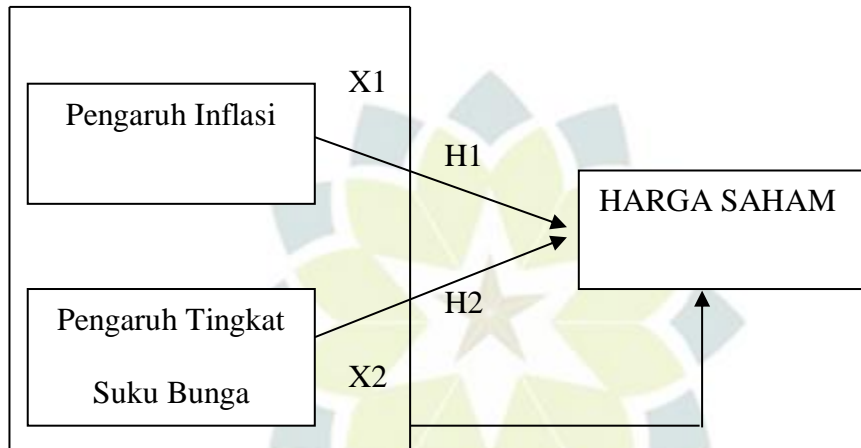 X1
Pengaruh Inflasi
H1
HARGA SAHAM
H2
Pengaruh Tingkat
Suku Bunga
X2